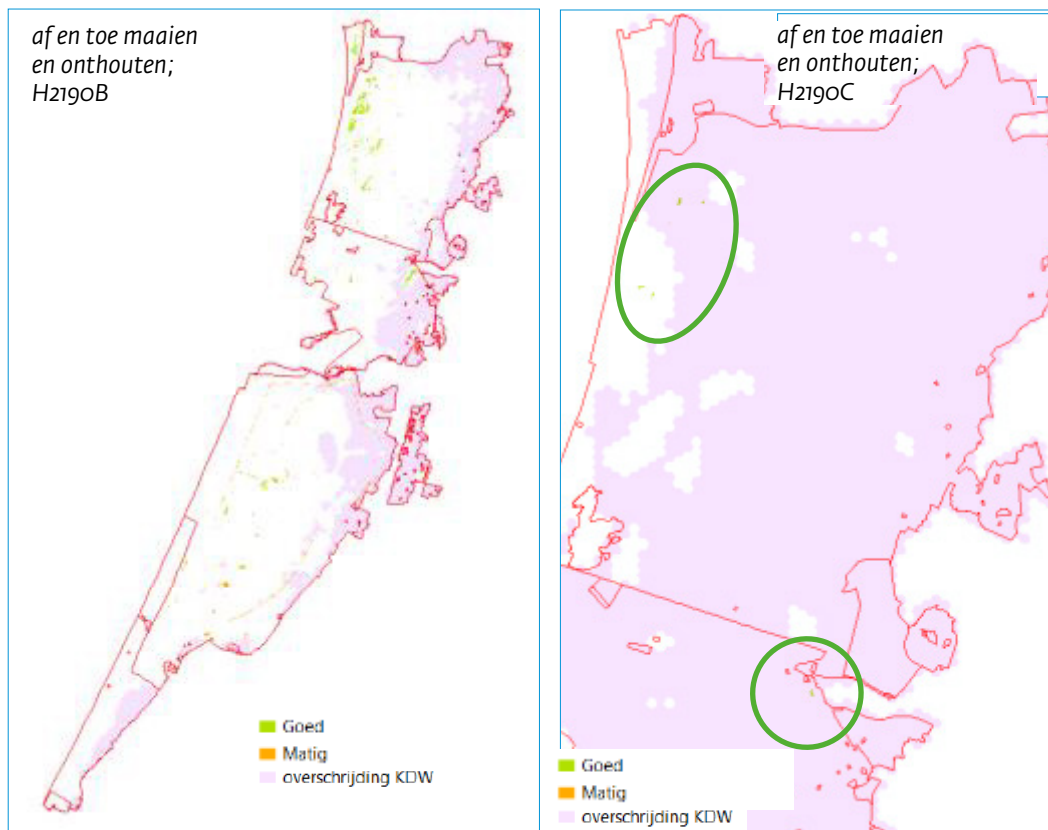 af en toe maaien
en onthouten;
H2190B
Goed
Matig
overschrijding KDW
af en toe maaien
en onthouten;
H2190C
Goed
Matig
overschrijding KDW